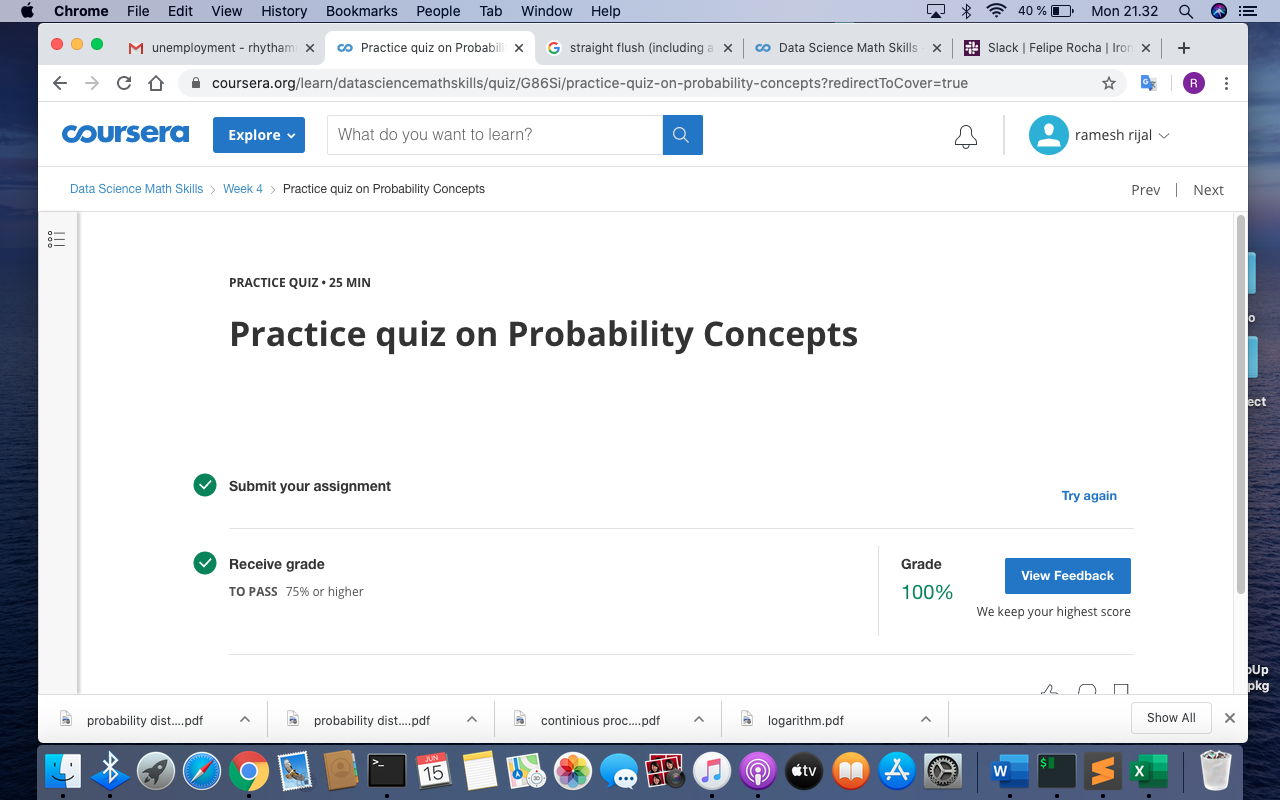 Chrome File Edit View History Bookmarks People Tab Window Help 40 % Mon 21.32
unemployment - rhytham Practice quiz on Probabili straight flush (including a Data Science Math Skills Slack | Felipe Rocha | Iron
coursera.org/learn/datasciencemathskills/quiz/G86Si/practice-quiz-on-probability-concepts?redirectToCover=true R
coursera Explore What do you want to learn? ramesh rijal
Data Science Math Skills Week 4 Practice quiz on Probability Concepts Prev | Next
PRACTICE QUIZ • 25 MIN
Practice quiz on Probability Concepts
o
ect
Submit your assignment
Try again
Receive grade
TO PASS 75% or higher
Grade
100%
View Feedback
We keep your highest score
oUp
pkg
probability dist....pdf probability dist....pdf continious proc....pdf logarithm.pdf Show All
JUN
15
tv
W
$
S
X